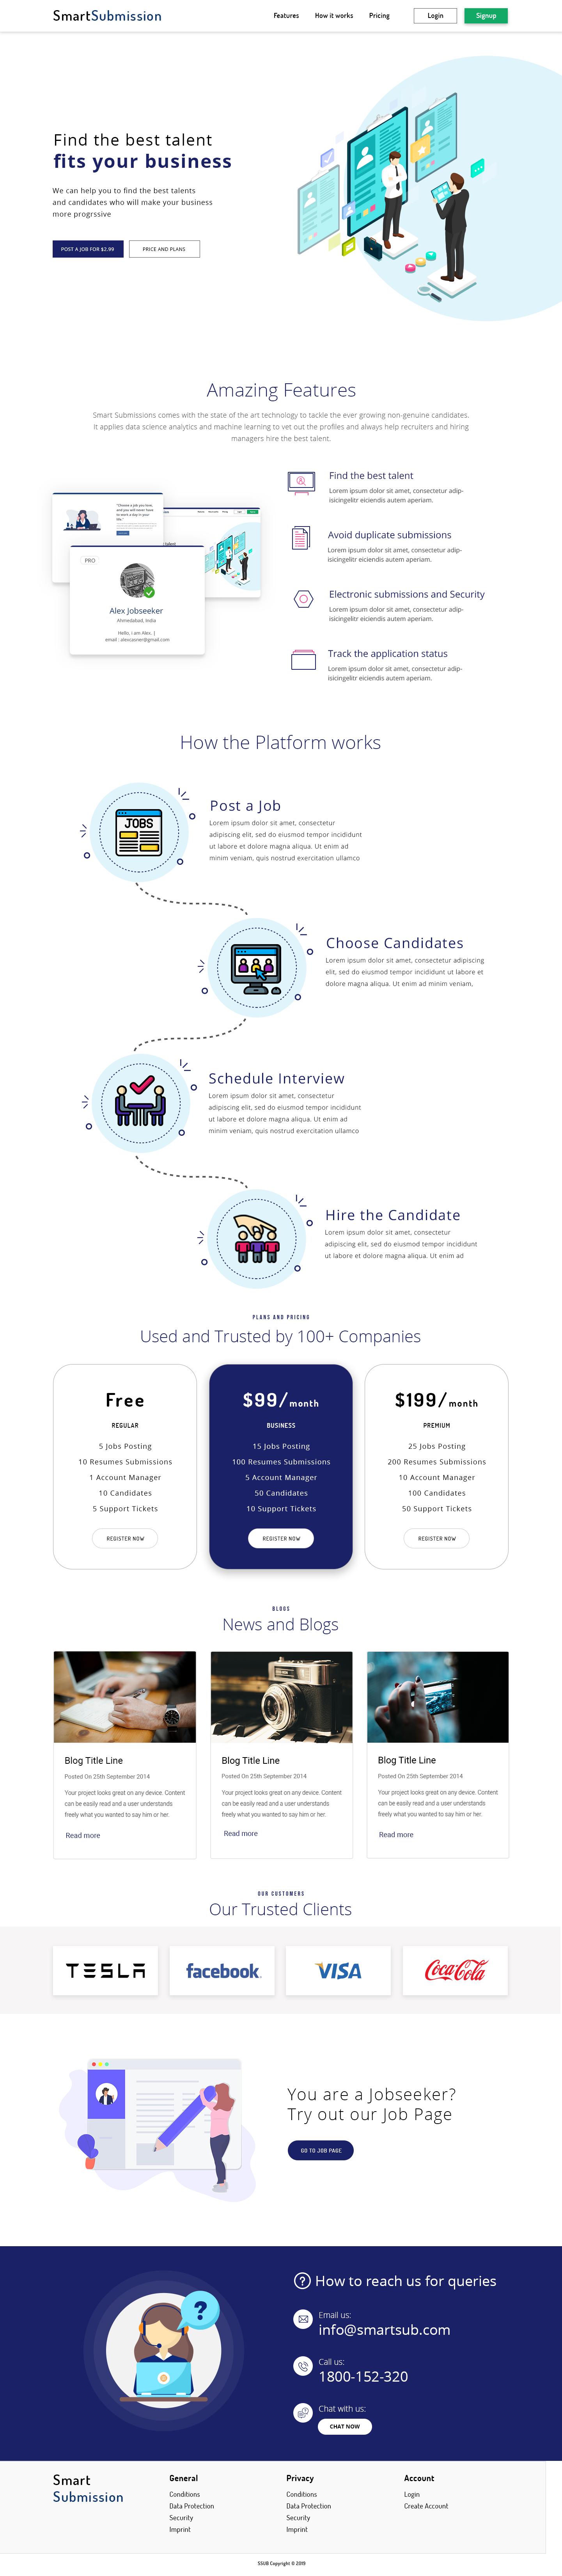 SmartSubmission
Features How it works Pricing Login Signup
Find the best talent
fits your business
We can help you to find the best talents
and candidates who will make your business
more progrssive
POST A JOB FOR $2.99 PRICE AND PLANS
Amazing Features
Smart Submissions comes with the state of the art technology to tackle the ever growing non-genuine candidates.
It applies data science analytics and machine learning to vet out the profiles and always help recruiters and hiring
managers hire the best talent.
"Choose a job you love,
and you will never have
to work a day in your
life."
talent
PRO
Alex Jobseeker
Ahmedabad, India
Hello, I am Alex. |
email : alexcasiner@gmail.com
Find the best talent
Lorem ipsum dolor sit amet, consectetur adip-
isicingelitr eiciendis autem aperiam.
Avoid duplicate submissions
Lorem ipsum dolor sit amet, consectetur adip-
isicingelitr eiciendis autem aperiam.
Electronic submissions and Security
Lorem ipsum dolor sit amet, consectetur adip-
isicingelitr eiciendis autem aperiam.
Track the application status
Lorem ipsum dolor sit amet, consectetur adip-
isicingelitr eiciendis autem aperiam.
How the Platform works
JOBS
Post a Job
Lorem ipsum dolor sit amet, consectetur
adipiscing elit, sed do eiusmod tempor incididunt
ut labore et dolore magna aliqua. Ut enim ad
minim veniam, quis nostrud exercitation ullamco
Choose Candidates
Lorem ipsum dolor sit amet, consectetur adipiscing
elit, sed do eiusmod tempor incididunt ut labore et
dolore magna aliqua. Ut enim ad minim veniam,
Schedule Interview
Lorem ipsum dolor sit amet, consectetur
adipiscing elit, sed do eiusmod tempor incididunt
ut labore et dolore magna aliqua. Ut enim ad
minim veniam, quis nostrud exercitation ullamco
Hire the Candidate
Lorem ipsum dolor sit amet, consectetur
adipiscing elit, sed do eiusmod tempor incididunt
ut labore et dolore magna aliqua. Ut enim ad
PLANS AND PRICING
Used and Trusted by 100+ Companies
Free
REGULAR
5 Jobs Posting
10 Resumes Submissions
1 Account Manager
10 Candidates
5 Support Tickets
REGISTER NOW
$99/month
BUSINESS
15 Jobs Posting
100 Resumes Submissions
5 Account Manager
50 Candidates
10 Support Tickets
REGISTER NOW
$199/month
PREMIUM
25 Jobs Posting
200 Resumes Submissions
10 Account Manager
100 Candidates
50 Support Tickets
REGISTER NOW
BLOGS
News and Blogs
Blog Title Line
Posted On 25th September 2014
Your project looks great on any device. Content
can be easily read and a user understands
freely what you wanted to say him or her.
Read more
Blog Title Line
Posted On 25th September 2014
Your project looks great on any device. Content
can be easily read and a user understands
freely what you wanted to say him or her.
Read more
Blog Title Line
Posted On 25th September 2014
Your project looks great on any device. Content
can be easily read and a user understands
freely what you wanted to say him or her.
Read more
OUR CUSTOMERS
Our Trusted Clients
TESLA
facebook
VISA
Coca-Cola
You are a Jobseeker?
Try out our Job Page
GO TO JOB PAGE
?
? How to reach us for queries
Email us:
info@smartsub.com
Call us:
1800-152-320
Chat with us:
CHAT NOW
Smart
Submission
General
Conditions
Data Protection
Security
Imprint
Privacy
Conditions
Data Protection
Security
Imprint
Account
Login
Create Account
SSUB Copyright © 2019